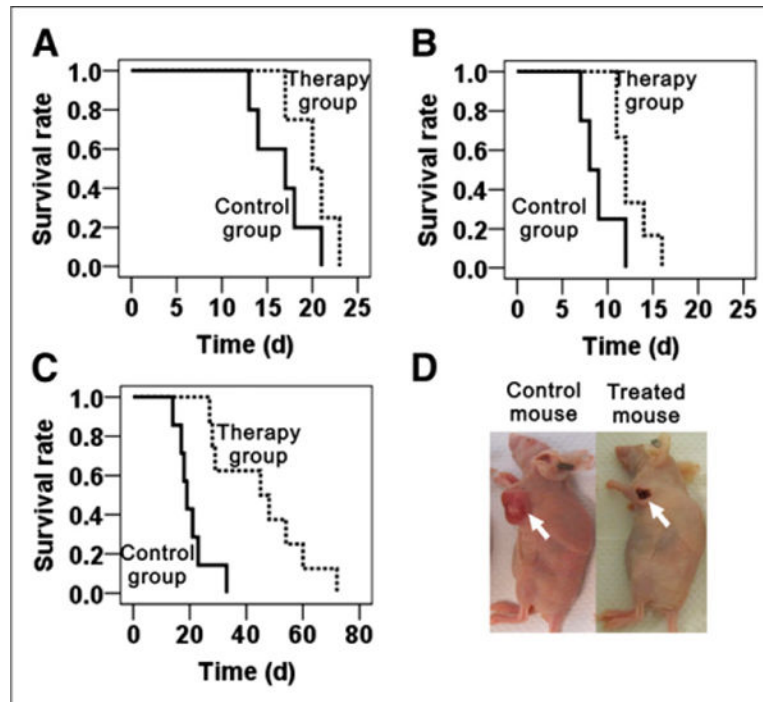 A
Survival rate
1.0
0.8
0.6
0.4
0.2
0.0
Therapy
group
Control
group
0 5 10 15 20 25
Time (d)
B
Survival rate
1.0
0.8
0.6
0.4
0.2
0.0
Therapy
group
Control
group
0 5 10 15 20 25
Time (d)
C
Survival rate
1.0
0.8
0.6
0.4
0.2
0.0
Therapy
group
Control
group
0 20 40 60 80
Time (d)
D
Control
mouse
Treated
mouse